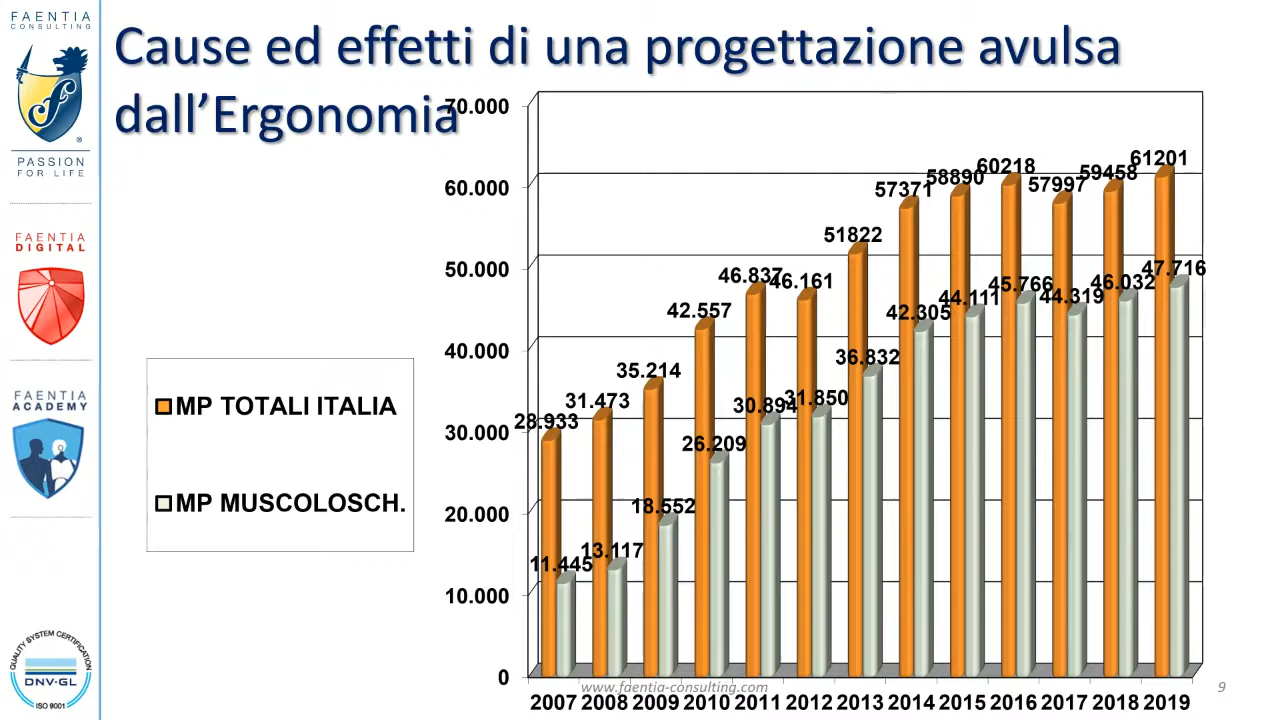 FAENTIA
CONSULTING
PASSION
FOR LIFE
FAENTIA
DIGITAL
FAENTIA
ACADEMY
QUALITY SYSTEM CERTIFICATION
DNV·GL
ISO 9001
Cause ed effetti di una progettazione avulsa
dall’Ergonomia
MP TOTALI ITALIA
MP MUSCOLOSCH.
70.000
60.000
50.000
40.000
30.000
20.000
10.000
0
28.933
31.473
35.214
42.557
46.837
46.161
51822
57371
58890
60218
57997
59458
61201
11.445
13.117
18.552
26.209
30.894
31.850
36.832
42.305
44.111
45.766
44.319
46.032
47.716
2007 2008 2009 2010 2011 2012 2013 2014 2015 2016 2017 2018 2019
www.faentia-consulting.com
9